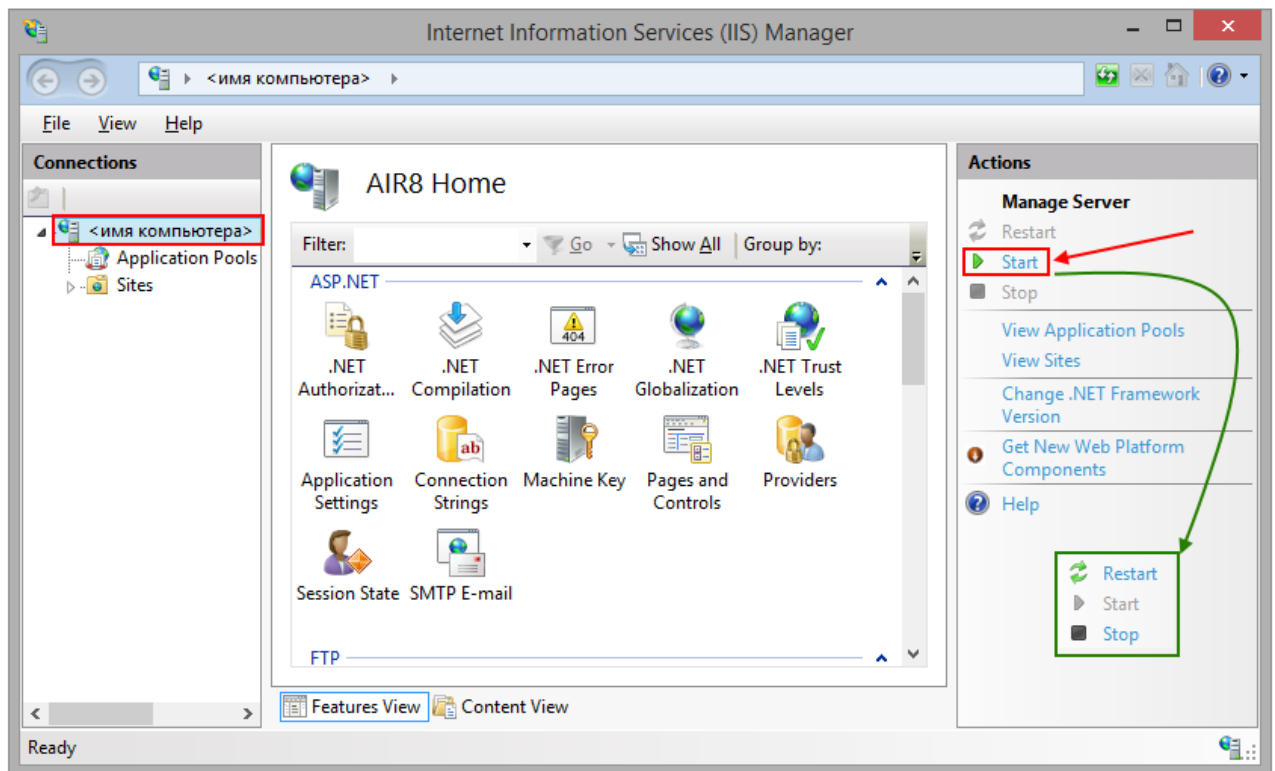 Internet Information Services (IIS) Manager
<имя компьютера>
File View Help
Connections
<имя компьютера>
Application Pools
Sites
AIR8 Home
Filter: Go Show All Group by:
ASP.NET
.NET Authorizat...
.NET Compilation
404
.NET Error Pages
.NET Globalization
.NET Trust Levels
Application Settings
ab
Connection Strings
Machine Key
Pages and Controls
Providers
Session State
SMTP E-mail
FTP
Features View Content View
Actions
Manage Server
Restart
Start
Stop
View Application Pools
View Sites
Change .NET Framework
Version
Get New Web Platform
Components
Help
Restart
Start
Stop
Ready